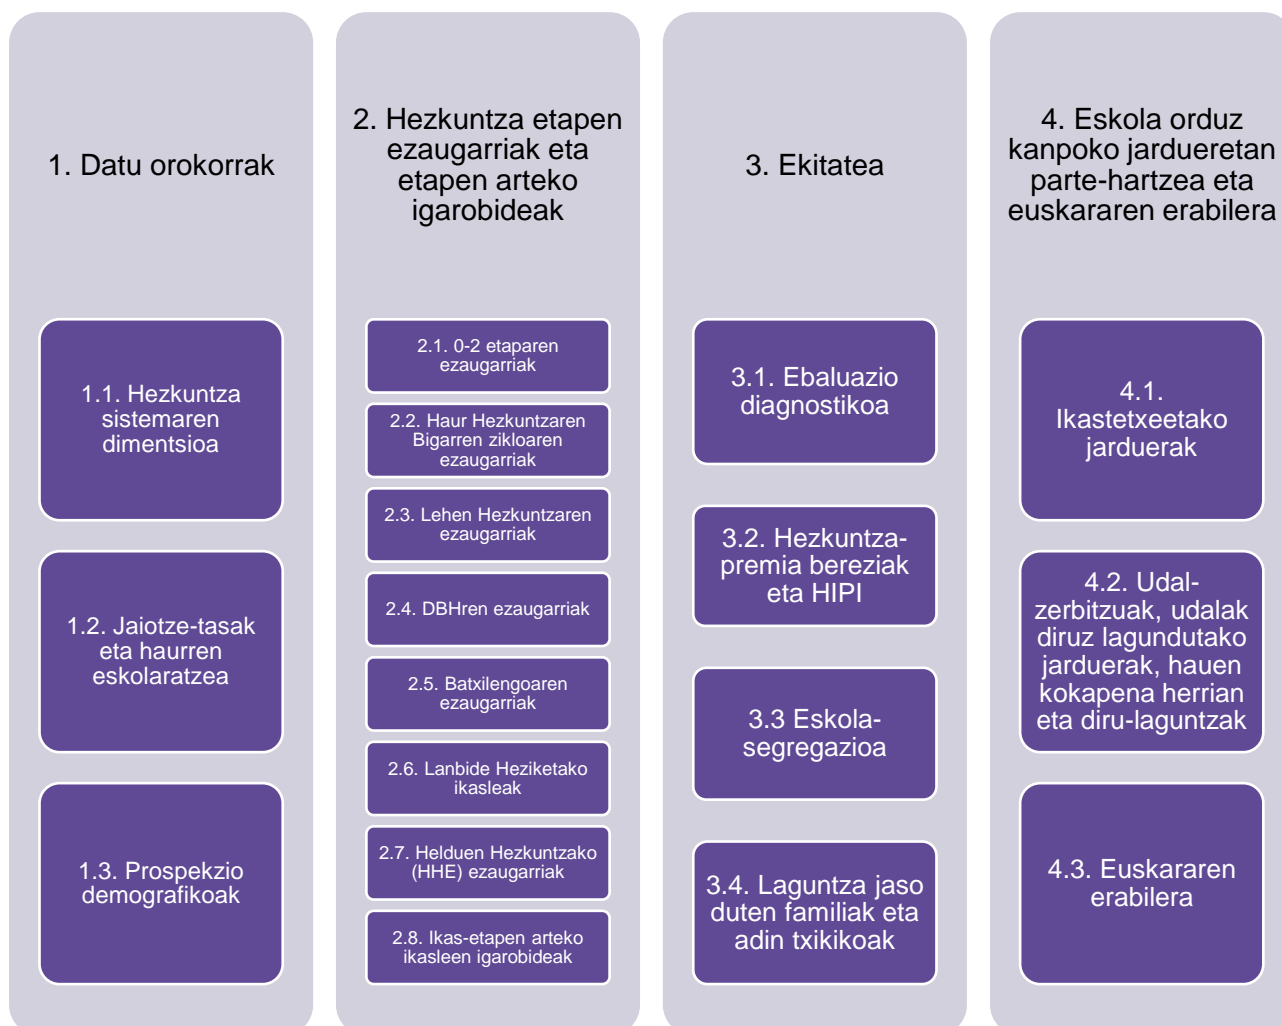 1. Datu orokorrak
1.1. Hezkuntza
sistemaren
dimentsioa
1.2. Jaiotze-tasak
eta haurren
eskolaratzea
1.3. Prospekzio
demografikoak
2. Hezkuntza etapen
ezaugarriak eta
etapen arteko
igarobideak
2.1. 0-2 etaparen
ezaugarriak
2.2. Haur Hezkuntzaren
Bigarren zikloaren
ezaugarriak
2.3. Lehen Hezkuntzaren
ezaugarriak
2.4. DBHren ezaugarriak
2.5. Batxilengoaren
ezaugarriak
2.6. Lanbide Heziketako
ikasleak
2.7. Helduen Hezkuntzako
(HHE) ezaugarriak
2.8. Ikas-etapen arteko
ikasleen igarobideak
3. Ekitatea
3.1. Ebaluazio
diagnostikoa
3.2. Hezkuntza-
premia bereziak
eta HIPI
3.3 Eskola-
segregazioa
3.4. Laguntza jaso
duten familiak eta
adin txikikoak
4. Eskola orduz
kanpoko jardueretan
parte-hartzea eta
euskararen erabilera
4.1.
Ikastetxeetako
jarduerak
4.2. Udal-
zerbitzuak, udalak
diruz lagundutako
jarduerak, hauen
kokapena herrian
eta diru-laguntzak
4.3. Euskararen
erabilera